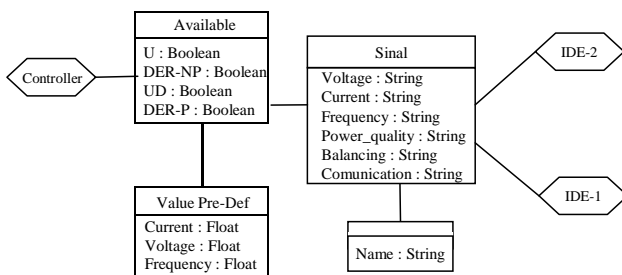 Available
U : Boolean
DER-NP : Boolean
UD : Boolean
DER-P : Boolean
Controller
Sinal
Voltage : String
Current : String
Frequency : String
Power_quality : String
Balancing : String
Comunication : String
IDE-2
IDE-1
Value Pre-Def
Current : Float
Voltage : Float
Frequency : Float
Name : String